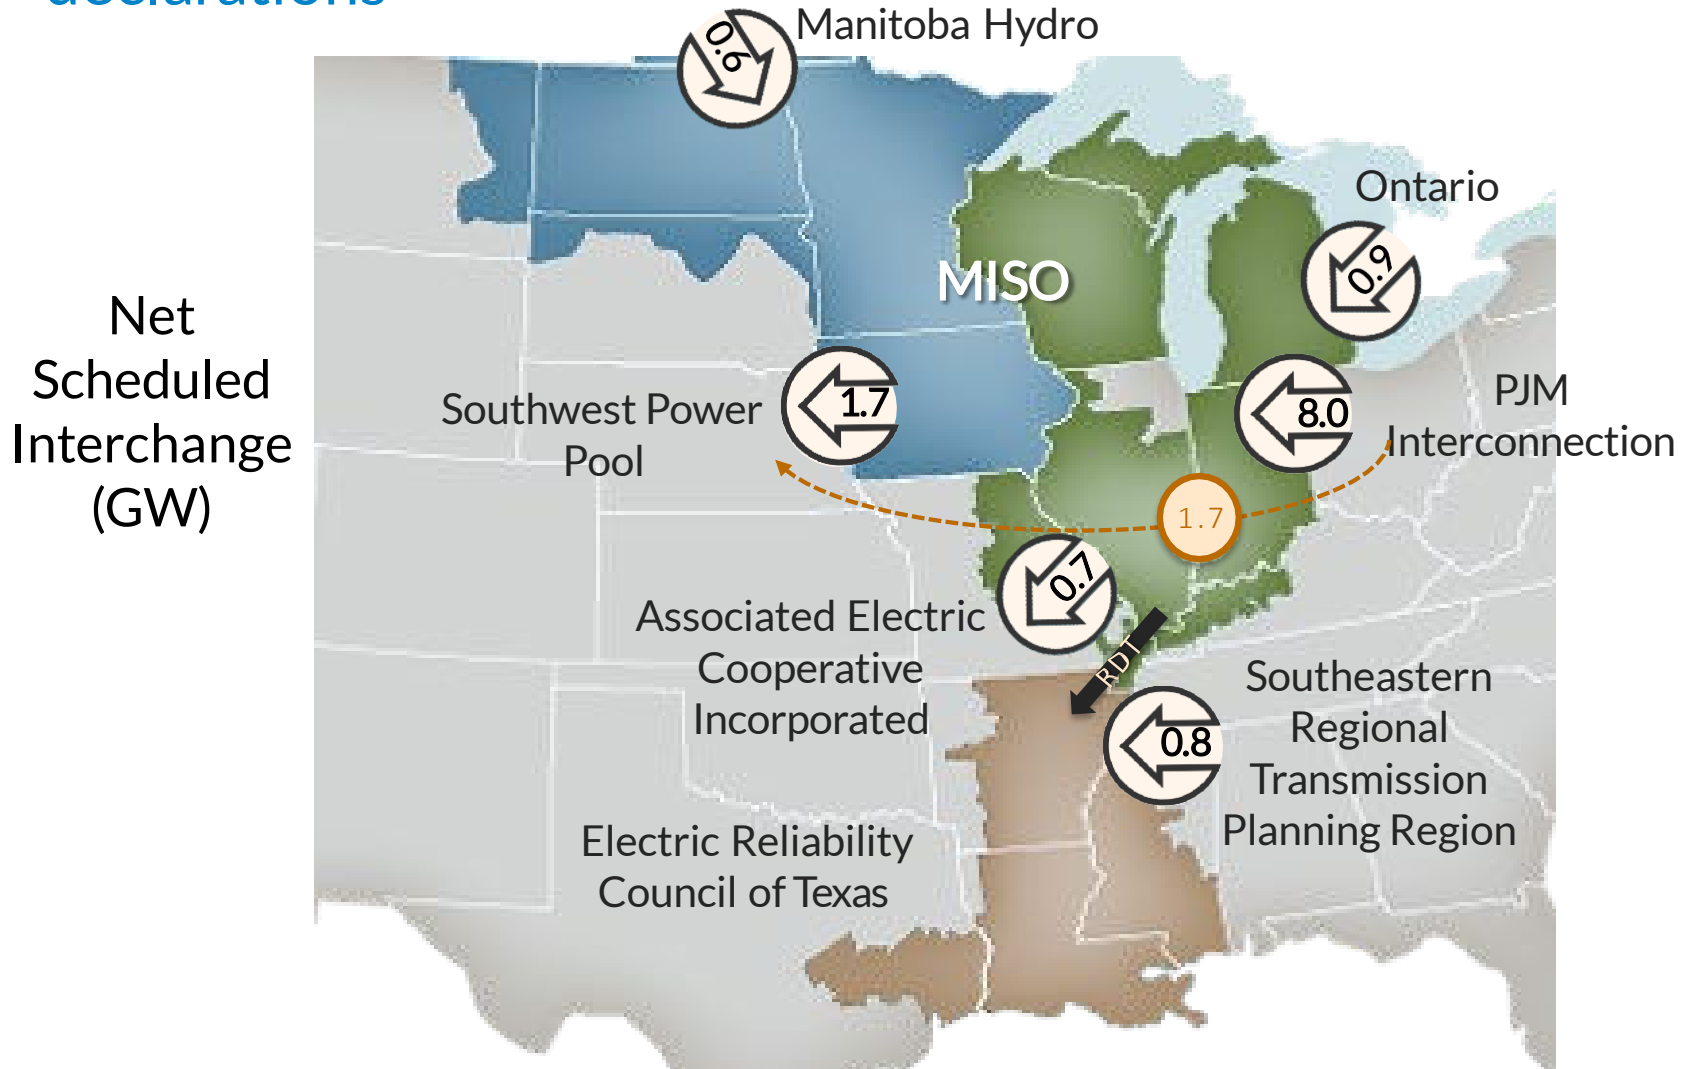 declarations
Manitoba Hydro
0.6
Ontario
0.9
MISO
Net
Scheduled
Interchange
(GW)
Southwest Power
Pool
1.7
8.0
PJM
Interconnection
1.7
0.7
Associated Electric
Cooperative
Incorporated
RDT
0.8
Southeastern
Regional
Transmission
Planning Region
Electric Reliability
Council of Texas